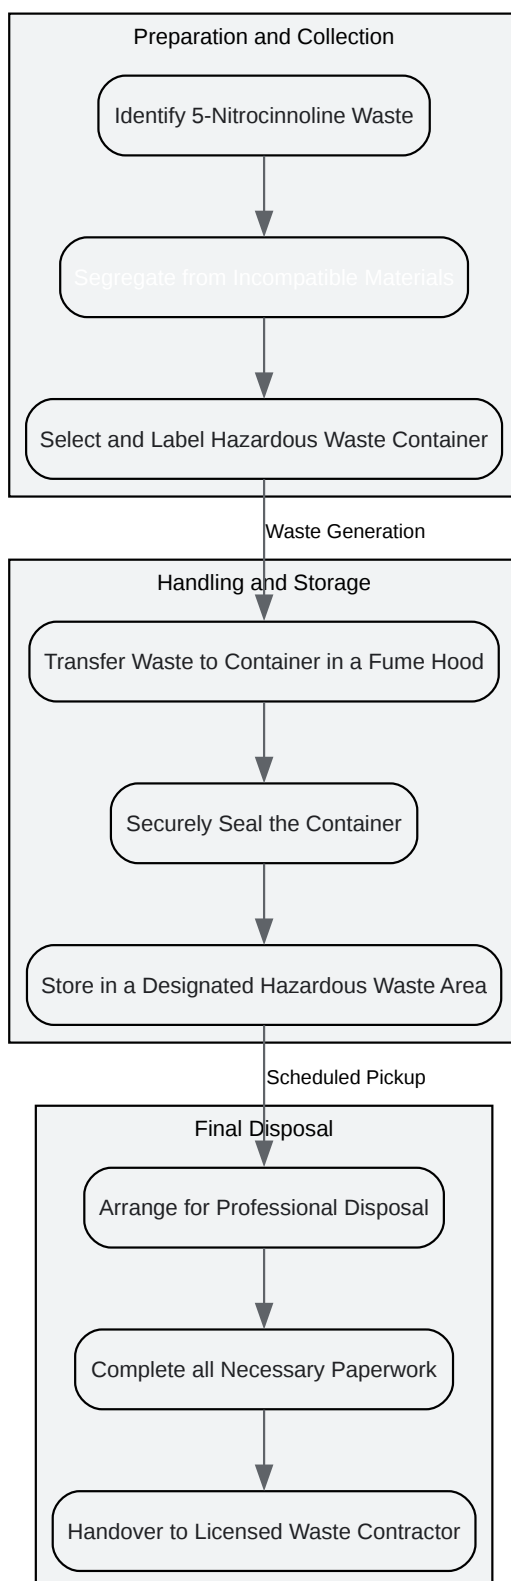 Preparation and Collection
Identify 5-Nitrocinnoline Waste
Segregate from Incompatible Materials
Select and Label Hazardous Waste Container
Waste Generation
Handling and Storage
Transfer Waste to Container in a Fume Hood
Securely Seal the Container
Store in a Designated Hazardous Waste Area
Scheduled Pickup
Final Disposal
Arrange for Professional Disposal
Complete all Necessary Paperwork
Handover to Licensed Waste Contractor